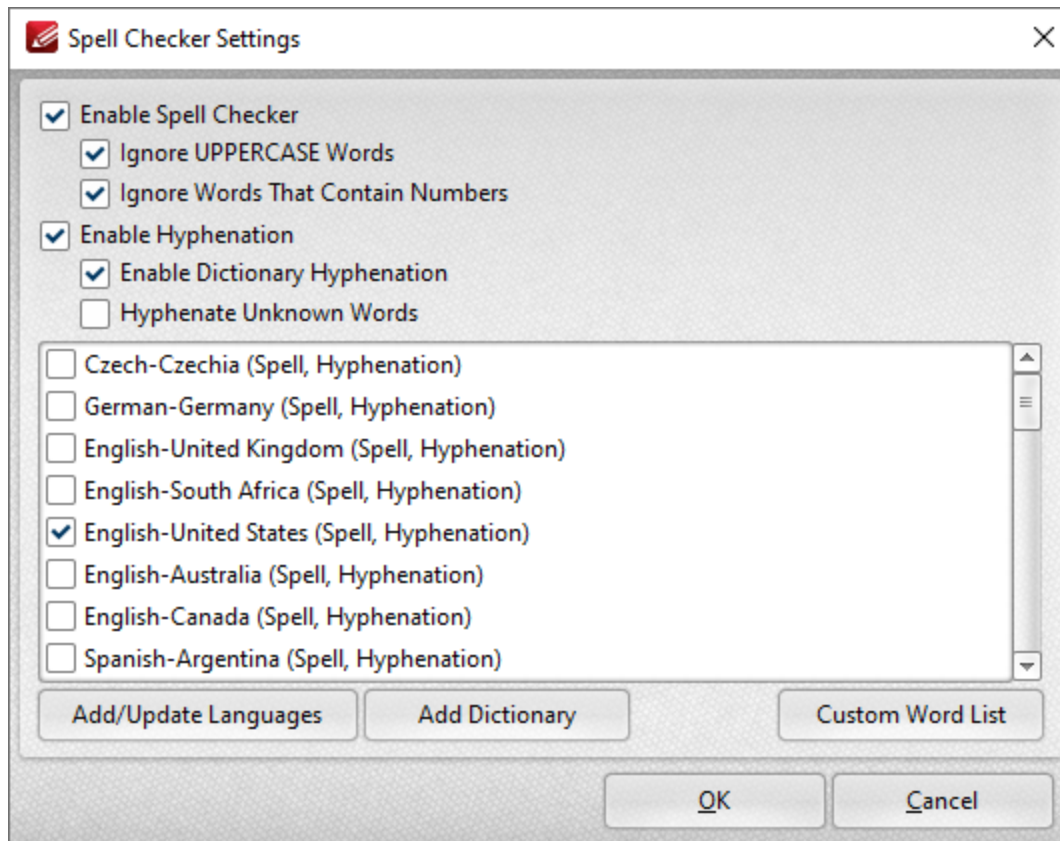 Spell Checker Settings
Enable Spell Checker
Ignore UPPERCASE Words
Ignore Words That Contain Numbers
Enable Hyphenation
Enable Dictionary Hyphenation
Hyphenate Unknown Words
Czech-Czechia (Spell, Hyphenation)
German-Germany (Spell, Hyphenation)
English-United Kingdom (Spell, Hyphenation)
English-South Africa (Spell, Hyphenation)
English-United States (Spell, Hyphenation)
English-Australia (Spell, Hyphenation)
English-Canada (Spell, Hyphenation)
Spanish-Argentina (Spell, Hyphenation)
Add/Update Languages Add Dictionary Custom Word List
OK Cancel